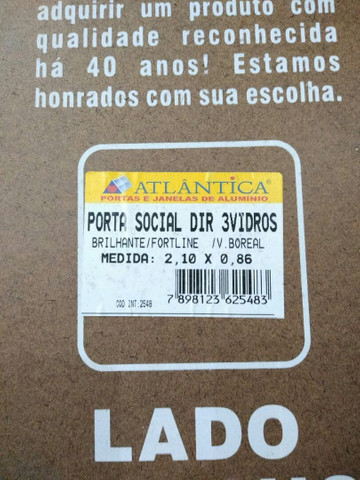 adquirir um produto com
qualidade reconhecida
há 40 anos! Estamos
honrados com sua escolha.
ATLÂNTICA
PORTAS E JANELAS DE ALUMÍNIO
PORTA SOCIAL DIR 3VIDROS
BRILHANTE/FORTLINE /V.BOREAL
MEDIDA: 2,10 X 0,86
COD INT:2548
7 898123 625483
LADO